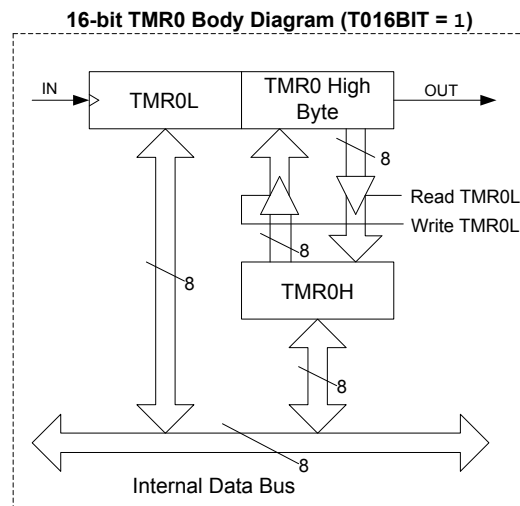 16-bit TMR0 Body Diagram (T016BIT = 1)
IN
TMR0L
TMR0 High
Byte
OUT
8
Read TMR0L
Write TMR0L
8
8
TMR0H
8
8
Internal Data Bus